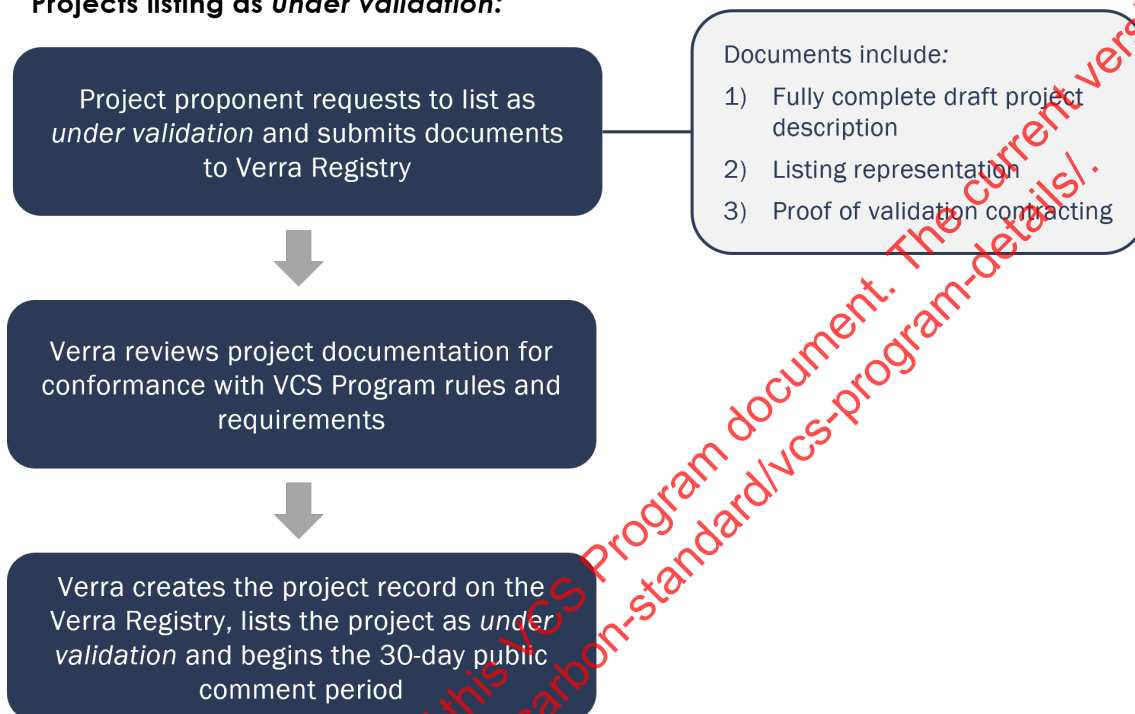 Projects listing as under validation:
Project proponent requests to list as
under validation and submits documents
to Verra Registry
Documents include:
1) Fully complete draft project
description
2) Listing representation
3) Proof of validation contracting
Verra reviews project documentation for
conformance with VCS Program rules and
requirements
Verra creates the project record on the
Verra Registry, lists the project as under
validation and begins the 30-day public
comment period
this VCS Program document. The current
carbon-standard/vcs-program-details/.